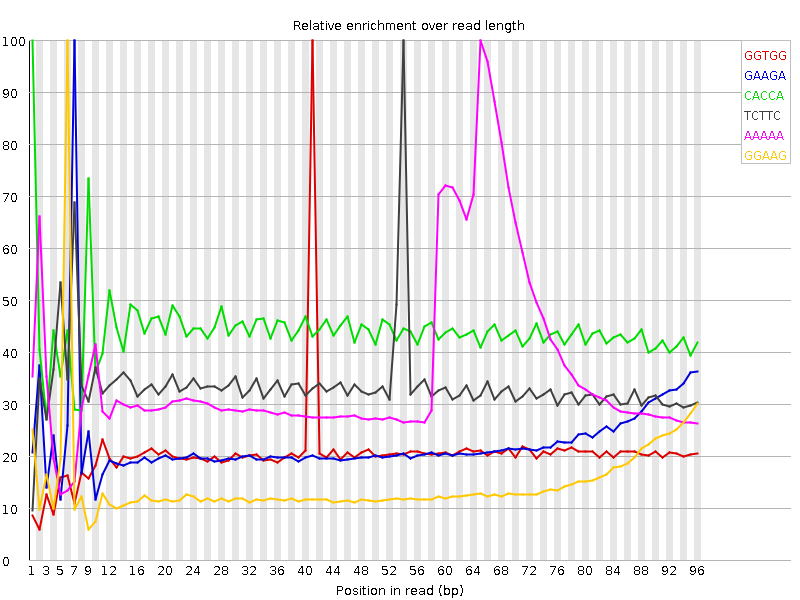 Relative enrichment over read length
100
90
80
70
60
50
40
30
20
10
0
GGTGG
GAAGA
CACCA
TCTTC
AAAAA
GGAAG
1 3 5 7 9 12 16 20 24 28 32 36 40 44 48 52 56 60 64 68 72 76 80 84 88 92 96
Position in read (bp)